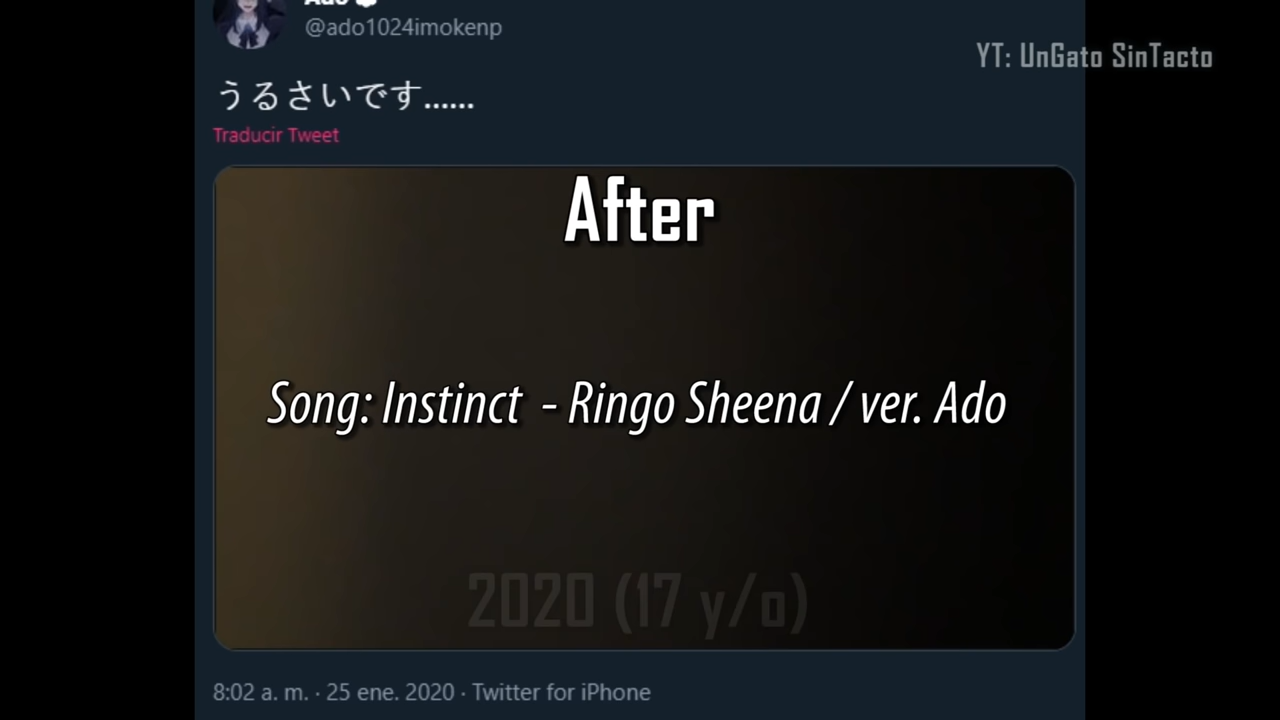 Ado
@ado1024imokenp
YT: UnGato SinTacto
うるさいです......
Traducir Tweet
After
Song: Instinct - Ringo Sheena / ver. Ado
2020 (17 y/o)
8:02 a. m. · 25 ene. 2020 · Twitter for iPhone